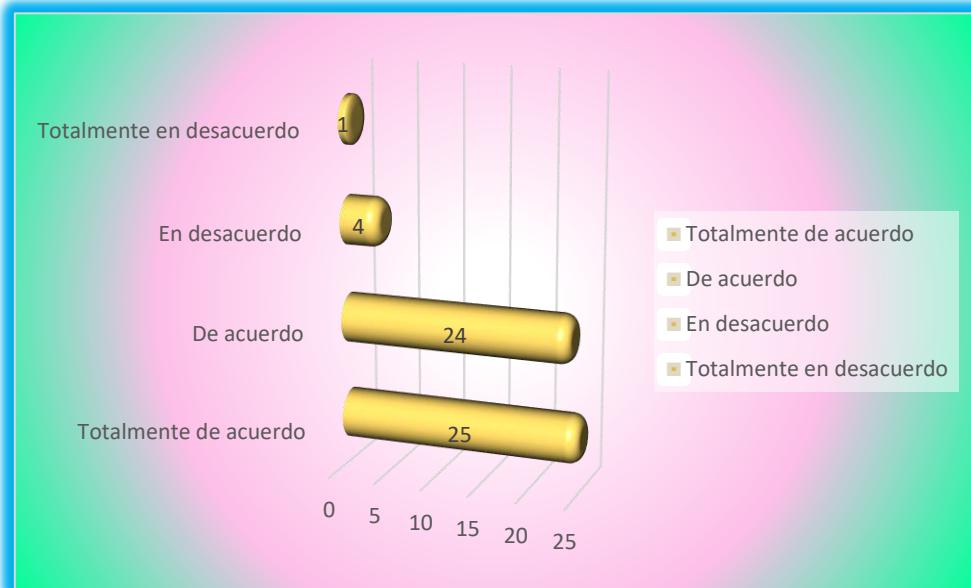 Totalmente en desacuerdo
1
En desacuerdo
4
De acuerdo
24
Totalmente de acuerdo
25
0 5 10 15 20 25
Totalmente de acuerdo
De acuerdo
En desacuerdo
Totalmente en desacuerdo